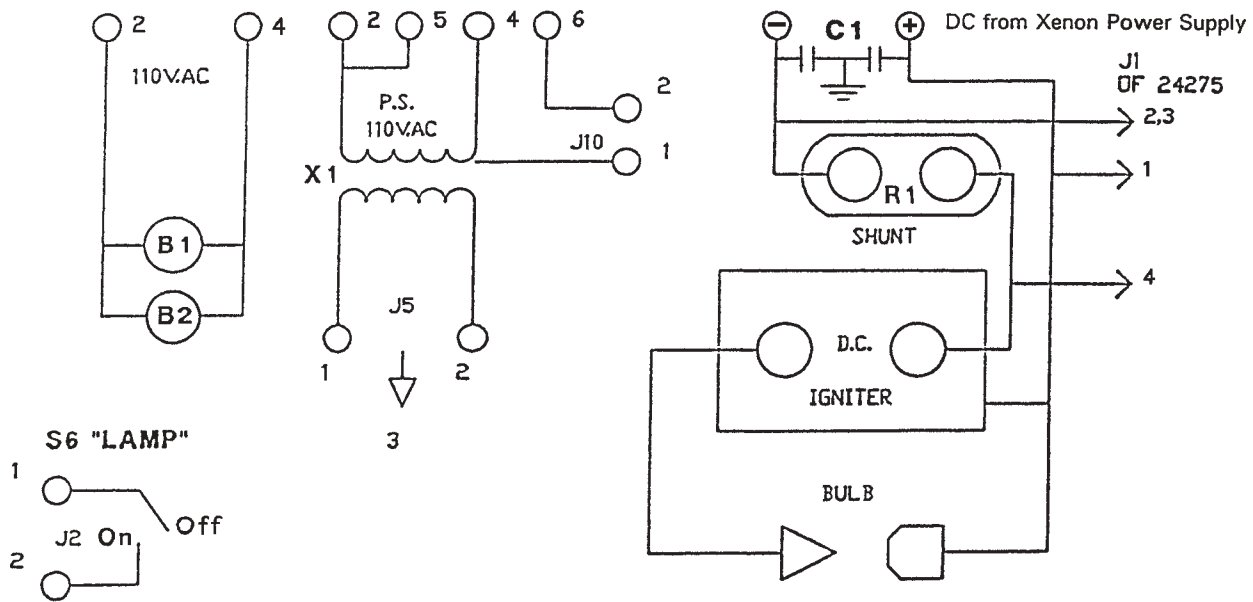 2 4 2 5 4 6 − C1 + DC from Xenon Power Supply
110V.AC
J1
OF 24275
P.S.
110V.AC
2
2,3
J10
1
X1
1
R1
SHUNT
B1
4
J5
B2
D.C.
1 2
IGNITER
3
S6 "LAMP"
1
BULB
Off
J2 On
2